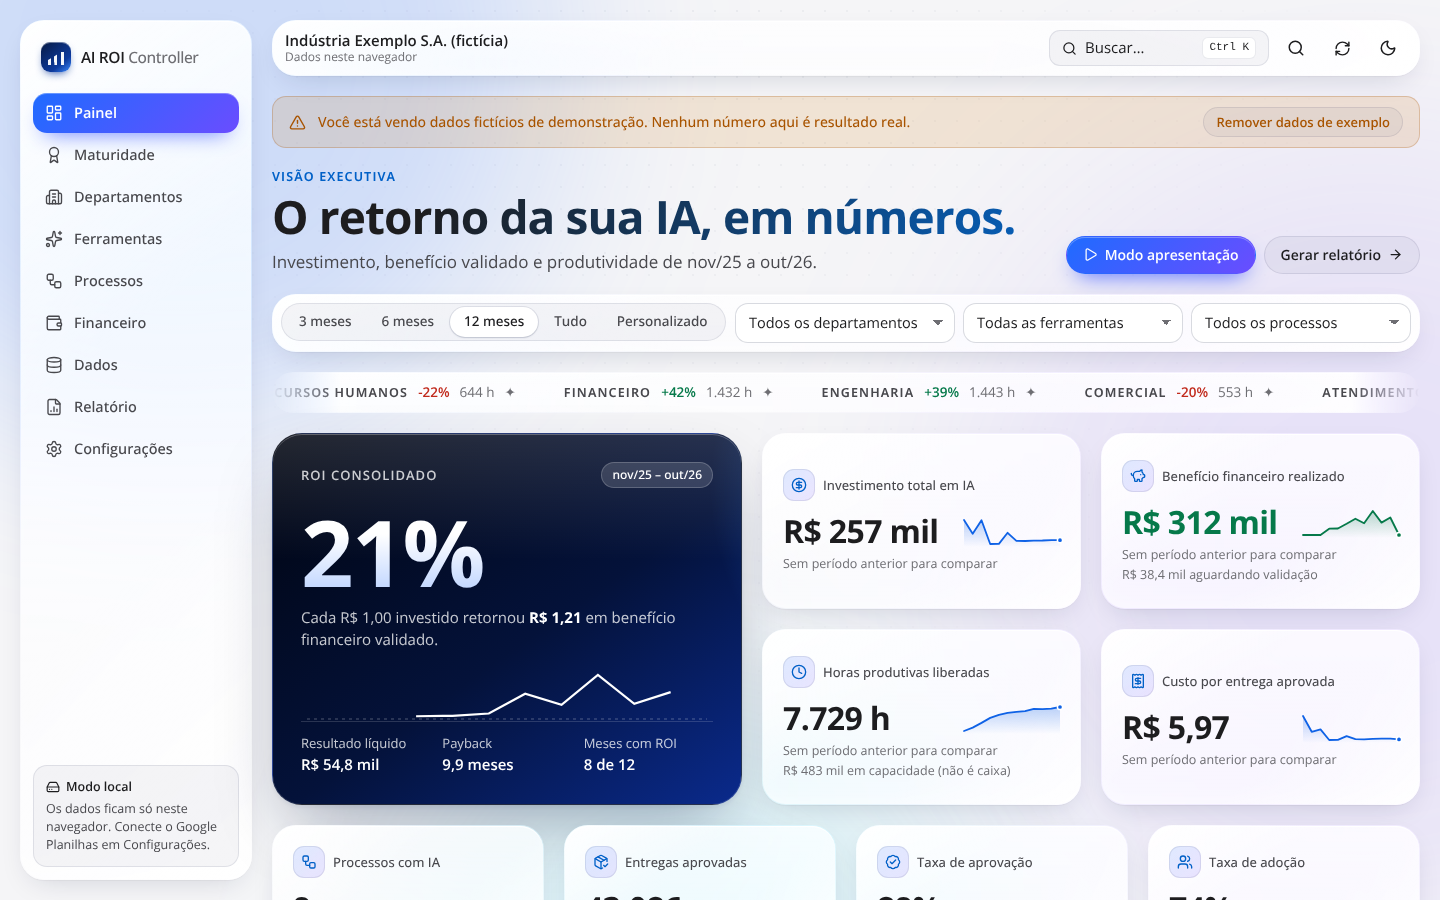 AI ROI Controller
Painel
Maturidade
Departamentos
Ferramentas
Processos
Financeiro
Dados
Relatório
Configurações
Modo local
Os dados ficam só neste
navegador. Conecte o Google
Planilhas em Configurações.
Indústria Exemplo S.A. (fictícia)
Dados neste navegador
Buscar...
Ctrl K
Você está vendo dados fictícios de demonstração. Nenhum número aqui é resultado real.
Remover dados de exemplo
VISÃO EXECUTIVA
O retorno da sua IA, em números.
Investimento, benefício validado e produtividade de nov/25 a out/26.
Modo apresentação
Gerar relatório
3 meses
6 meses
12 meses
Tudo
Personalizado
Todos os departamentos
Todas as ferramentas
Todos os processos
CURSOS HUMANOS -22% 644 h
FINANCEIRO +42% 1.432 h
ENGENHARIA +39% 1.443 h
COMERCIAL -20% 553 h
ATENDIMENT
ROI CONSOLIDADO
nov/25 – out/26
21%
Cada R$ 1,00 investido retornou R$ 1,21 em benefício
financeiro validado.
Resultado líquido
R$ 54,8 mil
Payback
9,9 meses
Meses com ROI
8 de 12
Investimento total em IA
R$ 257 mil
Sem período anterior para comparar
Benefício financeiro realizado
R$ 312 mil
Sem período anterior para comparar
R$ 38,4 mil aguardando validação
Horas produtivas liberadas
7.729 h
Sem período anterior para comparar
R$ 483 mil em capacidade (não é caixa)
Custo por entrega aprovada
R$ 5,97
Sem período anterior para comparar
Processos com IA
Entregas aprovadas
Taxa de aprovação
Taxa de adoção